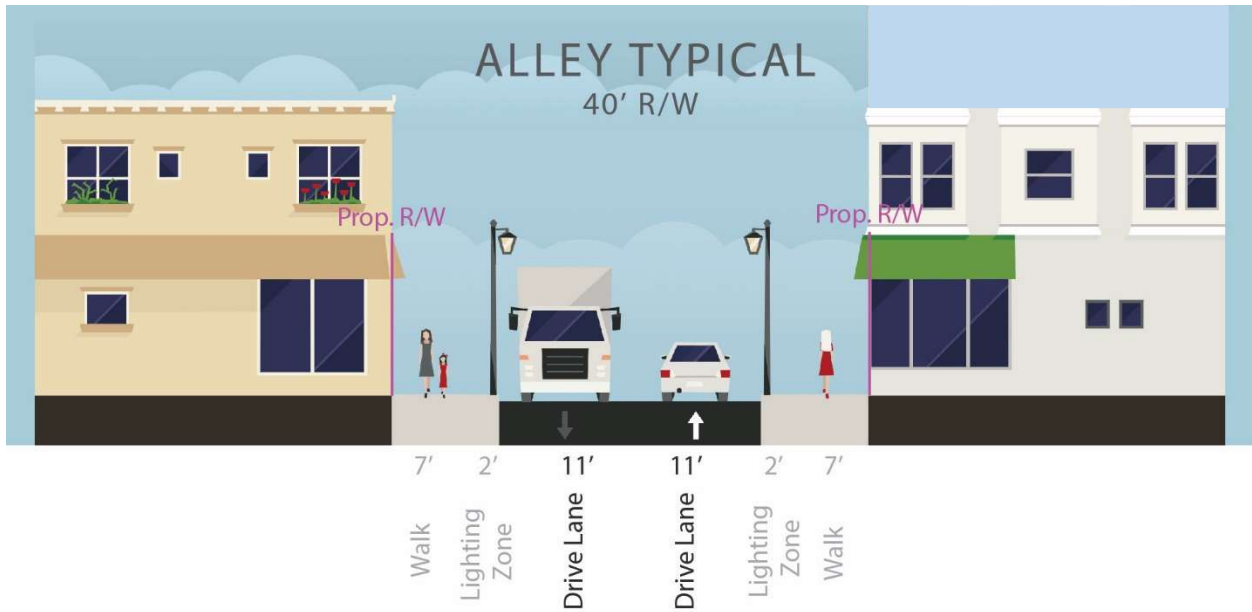 ALLEY TYPICAL
40' R/W
Prop. R/W
Prop. R/W
7'
2'
11'
11'
2'
7'
Walk
Lighting
Zone
Drive Lane
Drive Lane
Lighting
Zone
Walk